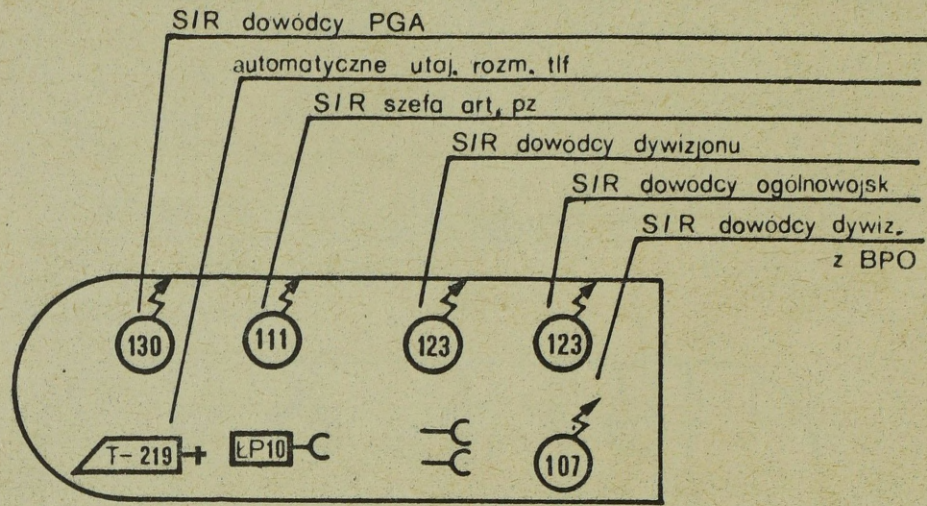 S/R dowódcy PGA
automatyczne utaj. rozm. tlf
S/R szefa art. pz
S/R dowódcy dywizjonu
S/R dowódcy ogólnowojsk
S/R dowódcy dywiz.
z BPO
130
111
123
123
T-219
ŁP10
107